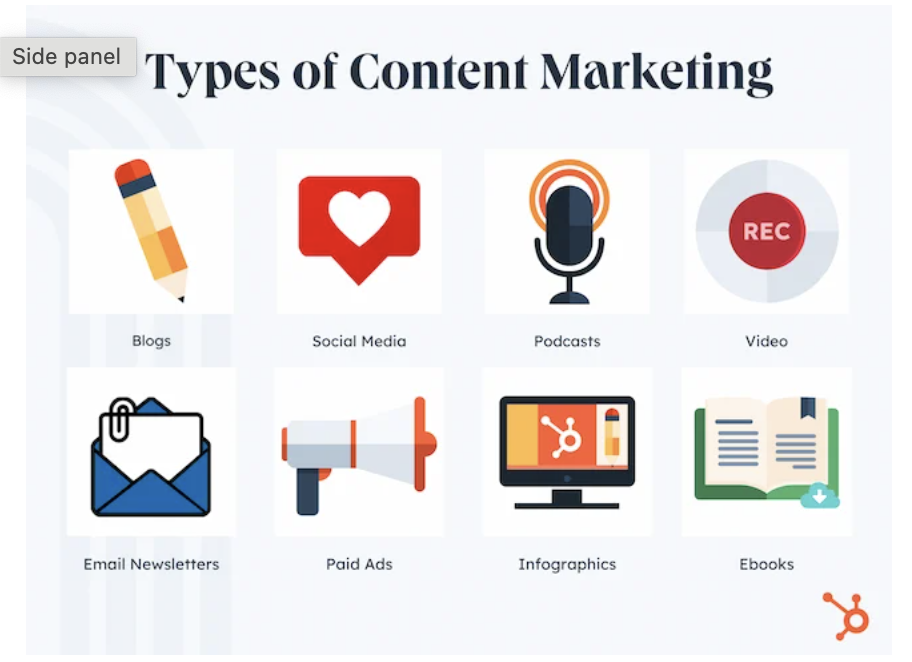 Side panel
Types of Content Marketing
REC
Blogs
Social Media
Podcasts
Video
Email Newsletters
Paid Ads
Infographics
Ebooks